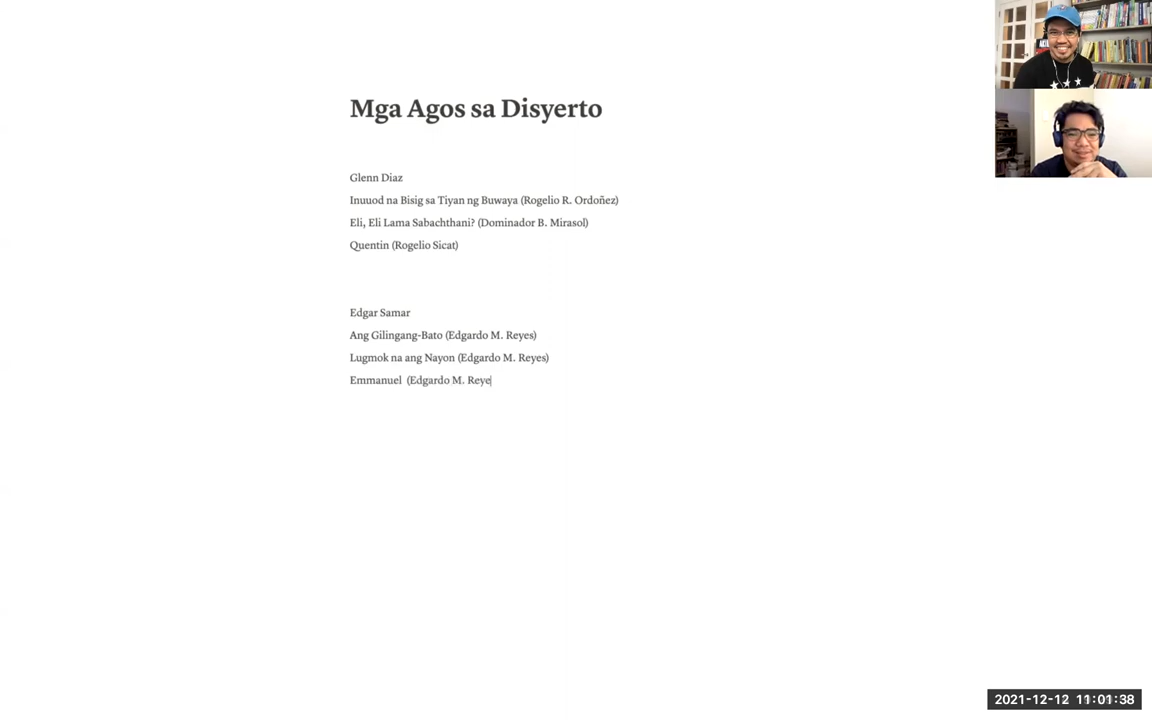 Mga Agos sa Disyerto
Glenn Diaz
Inuuod na Bisig sa Tiyan ng Buwaya (Rogelio R. Ordoñez)
Eli, Eli Lama Sabachthani? (Dominador B. Mirasol)
Quentin (Rogelio Sicat)
Edgar Samar
Ang Gilingang-Bato (Edgardo M. Reyes)
Lugmok na ang Nayon (Edgardo M. Reyes)
Emmanuel (Edgardo M. Reye
2021-12-12 11:01:38